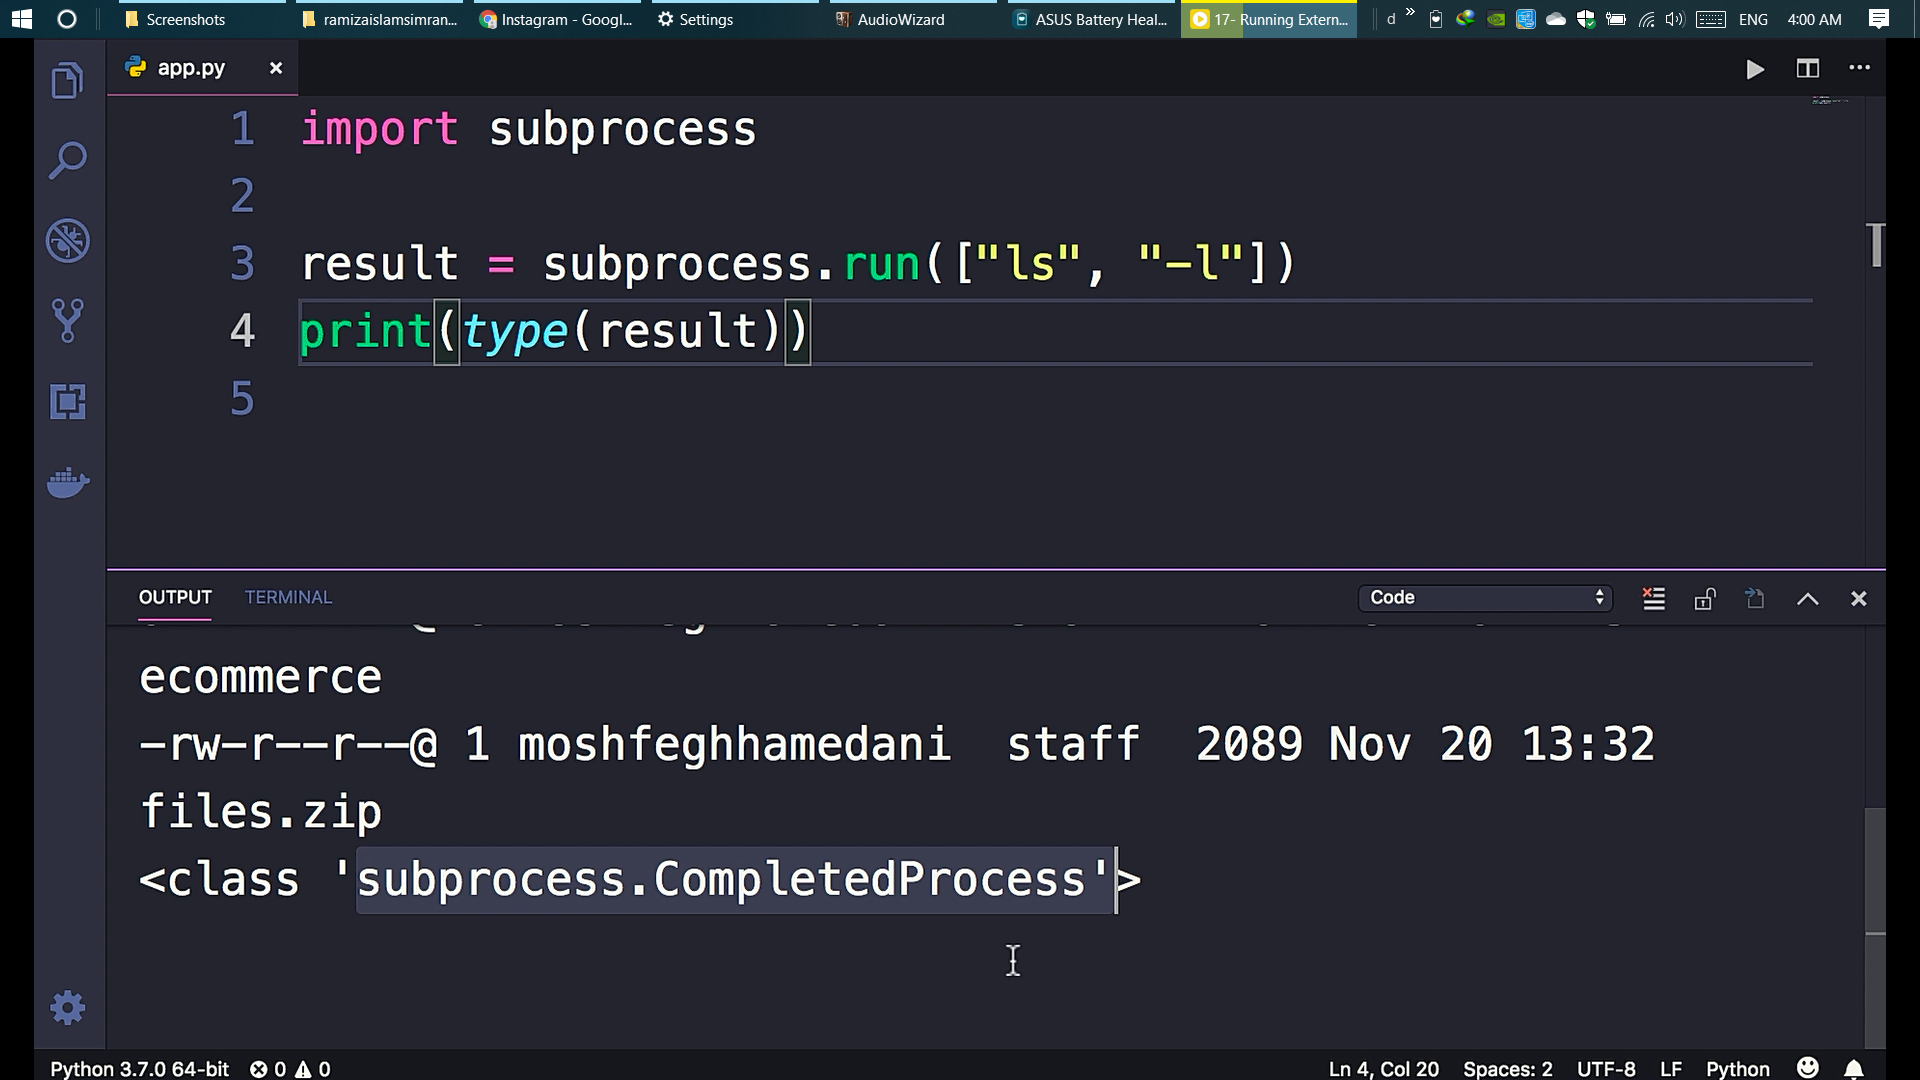 Screenshots
ramizaislamsimran...
Instagram - Googl...
Settings
AudioWizard
ASUS Battery Heal...
17- Running Extern...
d
»
ENG
4:00 AM
app.py
1 import subprocess
2
3 result = subprocess.run(["ls", "-l"])
4 print(type(result))
5
OUTPUT
TERMINAL
Code
ecommerce
-rw-r--r--@ 1 moshfeghhamedani staff 2089 Nov 20 13:32
files.zip
<class 'subprocess.CompletedProcess'>
Python 3.7.0 64-bit
0
0
Ln 4, Col 20
Spaces: 2
UTF-8
LF
Python